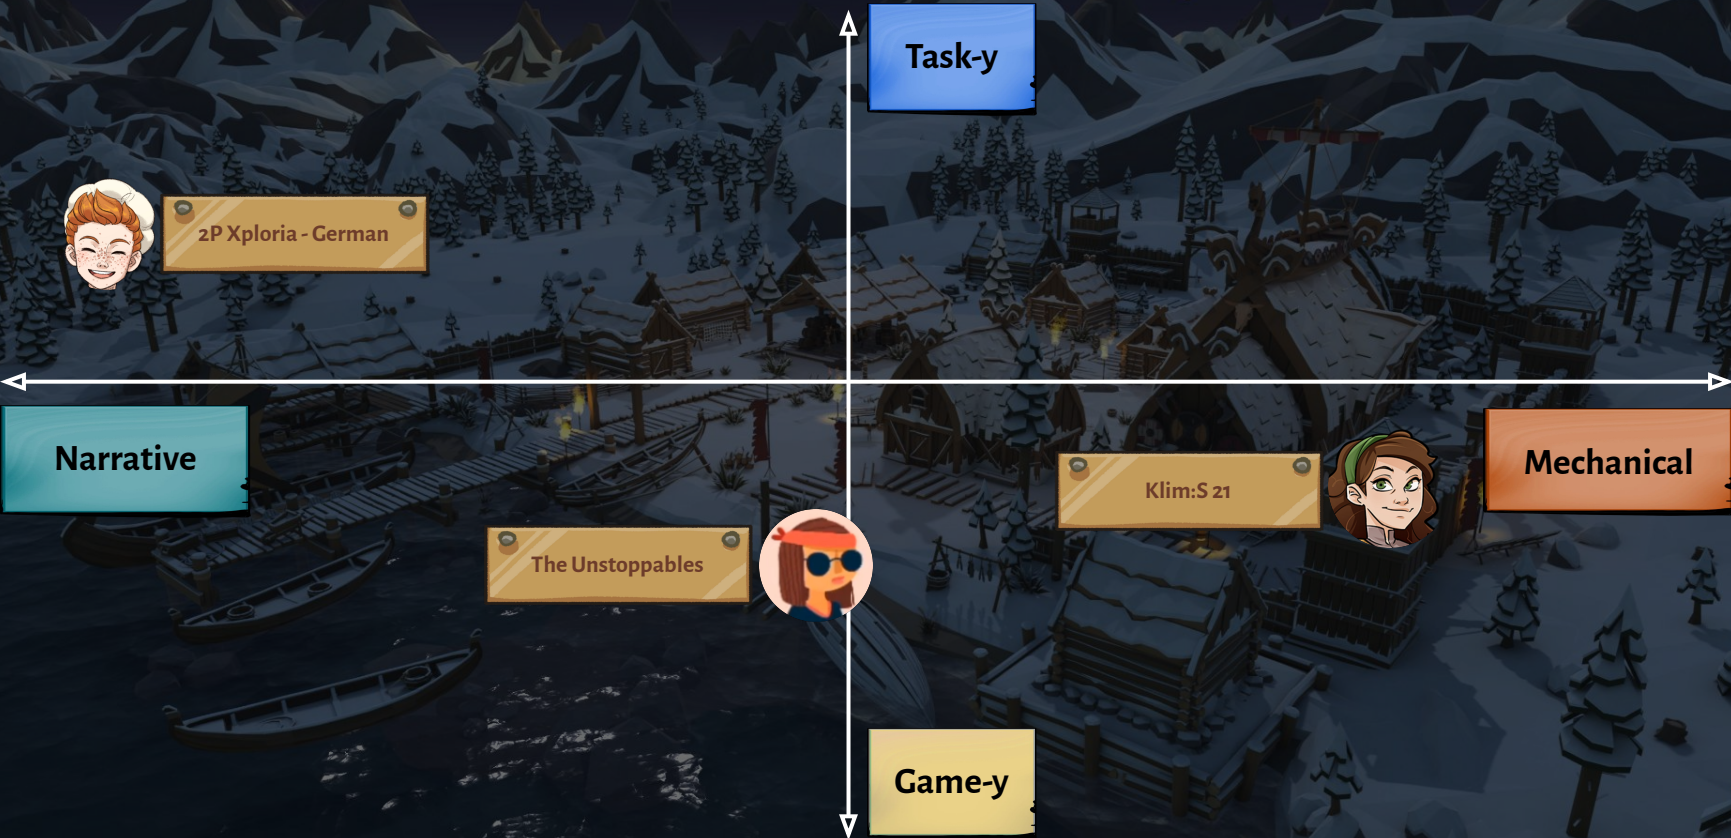 Task-y
2P Xploria - German
Narrative
Mechanical
Klim:S 21
The Unstoppables
Game-y